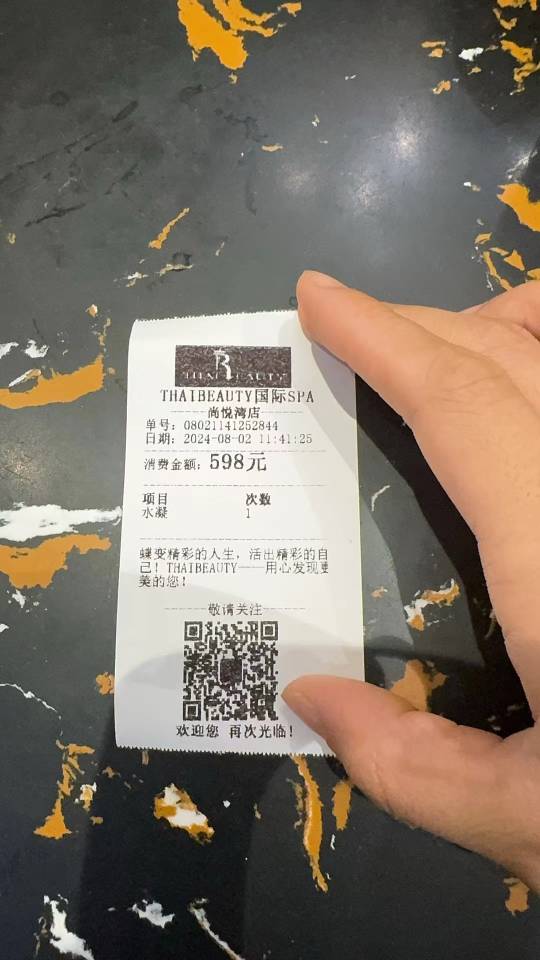 THAIBEAUTY
THAIBEAUTY国际SPA
尚悦湾店
单号: 08021141252844
日期: 2024-08-02 11:41:25
消费金额: 598元
项目 次数
水凝 1
蝶变精彩的人生，活出精彩的自
己! THAIBEAUTY——用心发现更
美的您!
敬请关注
欢迎您 再次光临!